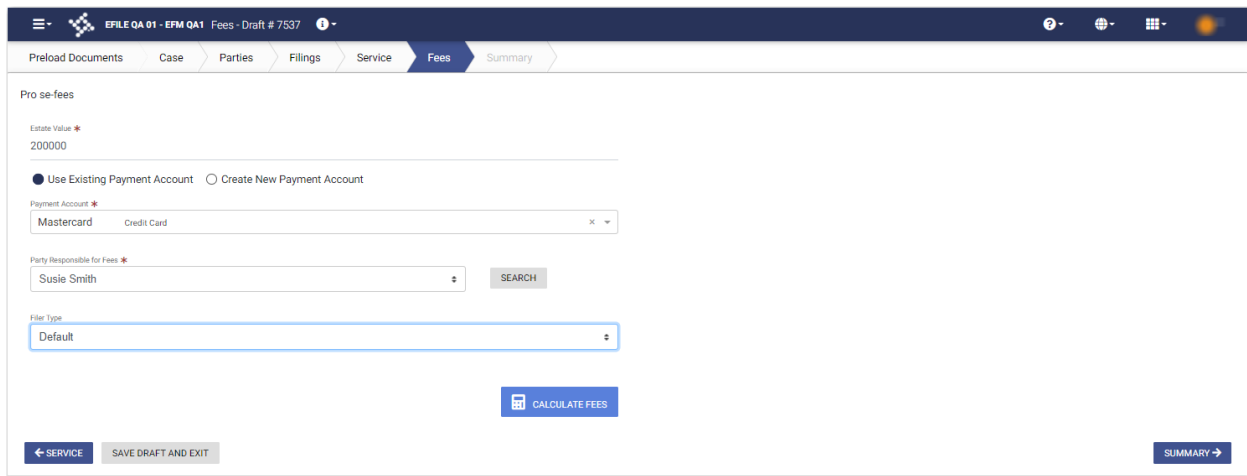 EFILE QA 01 - EFM QA1 Fees - Draft # 7537
Preload Documents Case Parties Filings Service Fees Summary
Pro se-fees
Estate Value *
200000
Use Existing Payment Account Create New Payment Account
Payment Account *
Mastercard Credit Card
Party Responsible for Fees *
Susie Smith SEARCH
Filer Type
Default
CALCULATE FEES
SERVICE SAVE DRAFT AND EXIT SUMMARY